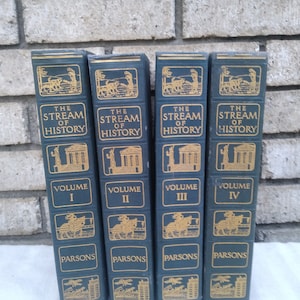 THE
STREAM
OF
HISTORY
VOLUME
I
PARSONS
THE
STREAM
OF
HISTORY
VOLUME
II
PARSONS
THE
STREAM
OF
HISTORY
VOLUME
III
PARSONS
THE
STREAM
OF
HISTORY
VOLUME
IV
PARSONS